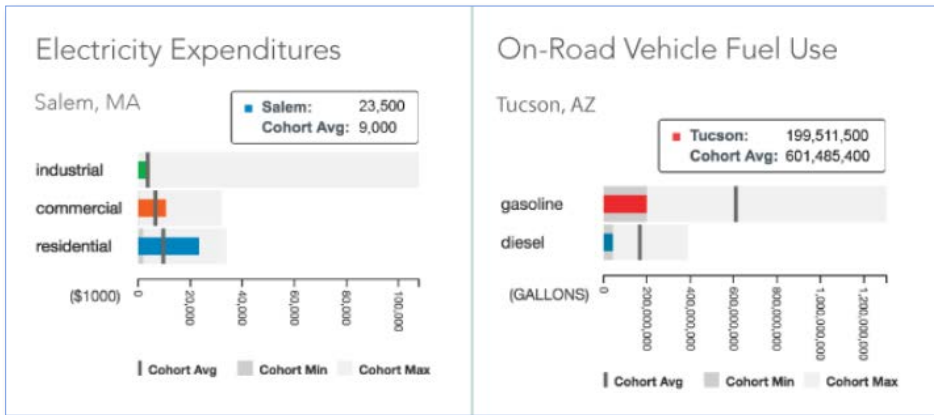 Electricity Expenditures
Salem, MA
Salem: 23,500
Cohort Avg: 9,000
industrial
commercial
residential
($1000)
0
20,000
40,000
60,000
80,000
100,000
Cohort Avg Cohort Min Cohort Max
On-Road Vehicle Fuel Use
Tucson, AZ
Tucson: 199,511,500
Cohort Avg: 601,485,400
gasoline
diesel
(GALLONS)
0
200,000,000
400,000,000
600,000,000
800,000,000
1,000,000,000
1,200,000,000
Cohort Avg Cohort Min Cohort Max